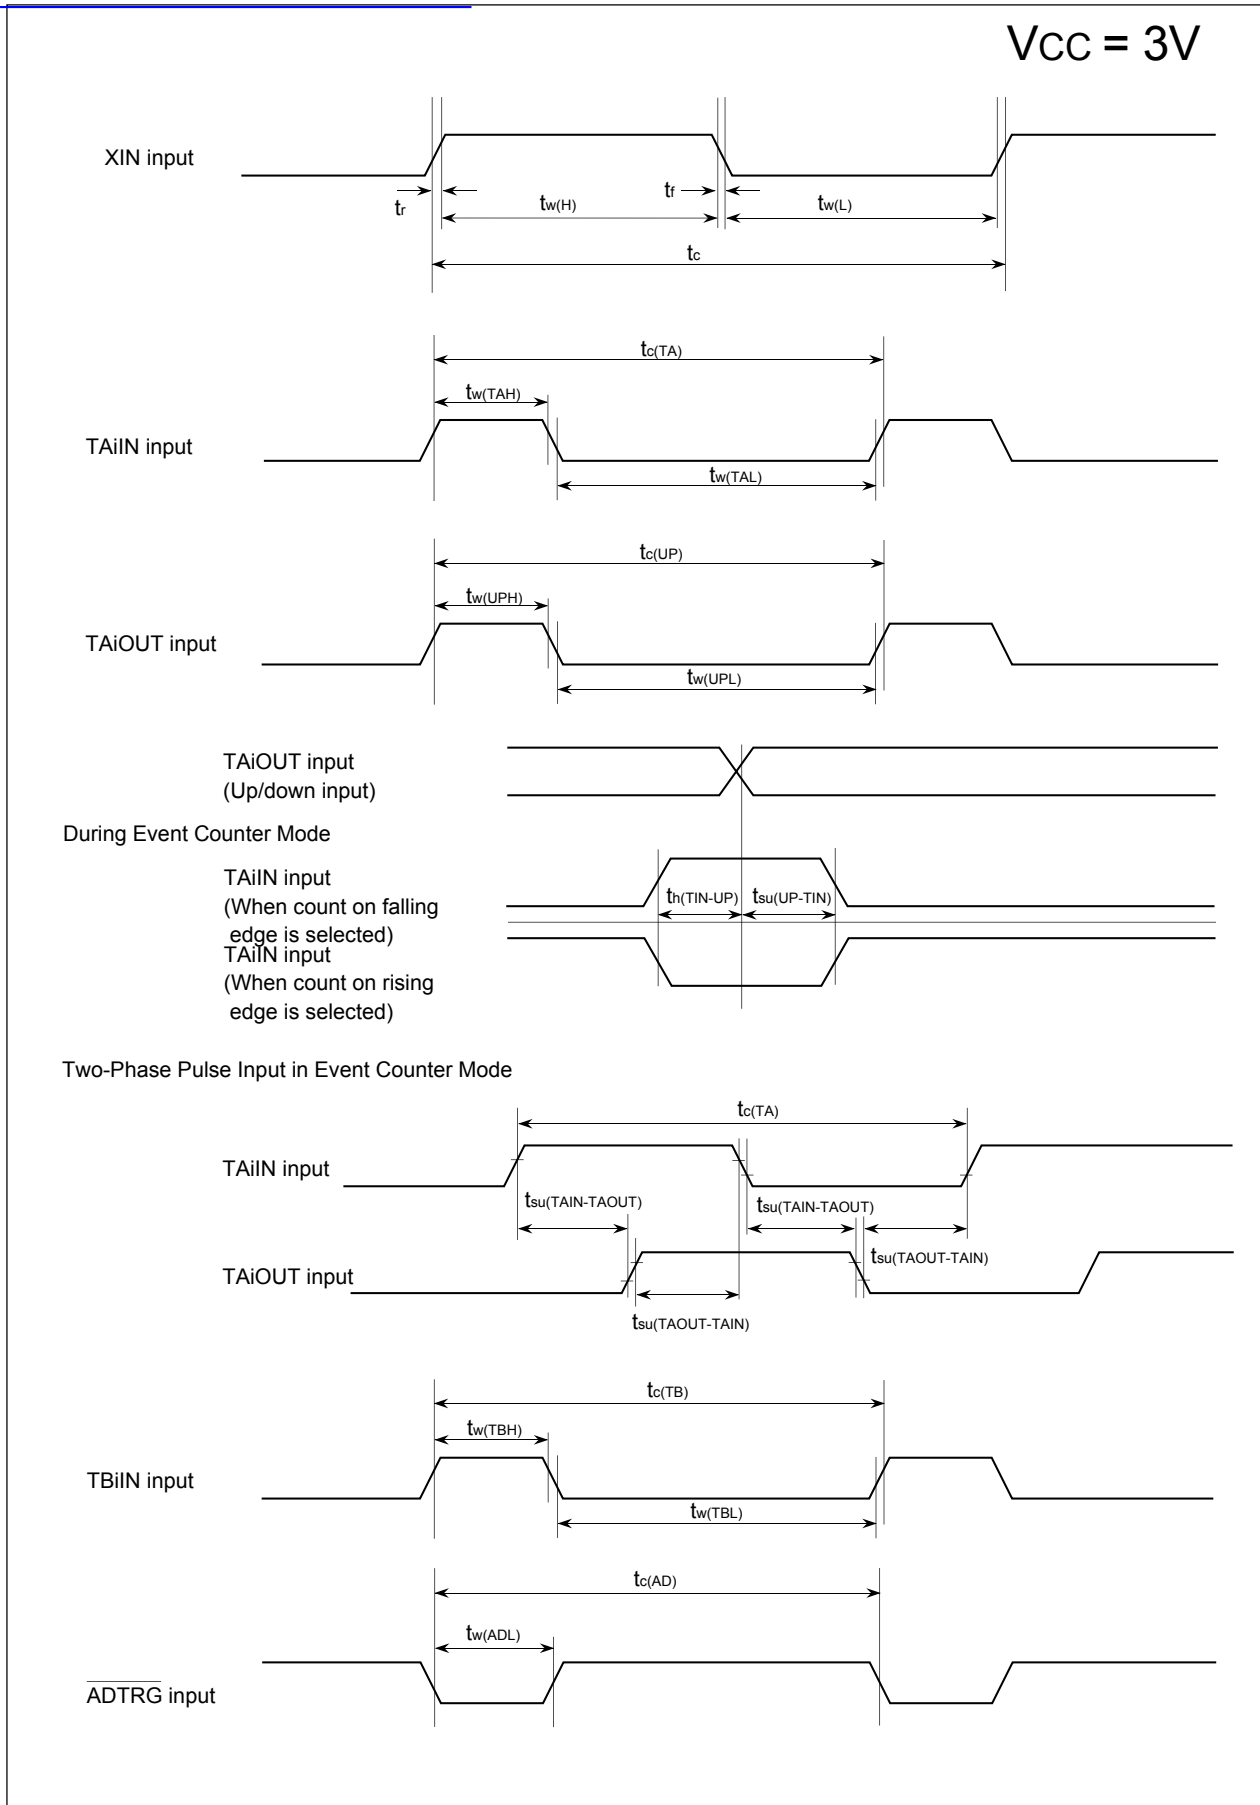 VCC = 3V
XIN input
tr
tw(H)
tf
tw(L)
tc
tc(TA)
tw(TAH)
TAiIN input
tw(TAL)
tc(UP)
tw(UPH)
TAiOUT input
tw(UPL)
TAiOUT input
(Up/down input)
During Event Counter Mode
TAiIN input
(When count on falling
edge is selected)
th(TIN-UP)
tsu(UP-TIN)
TAiIN input
(When count on rising
edge is selected)
Two-Phase Pulse Input in Event Counter Mode
tc(TA)
TAiIN input
tsu(TAIN-TAOUT)
tsu(TAIN-TAOUT)
tsu(TAOUT-TAIN)
TAiOUT input
tsu(TAOUT-TAIN)
tc(TB)
tw(TBH)
TBiIN input
tw(TBL)
tc(AD)
tw(ADL)
ADTRG input